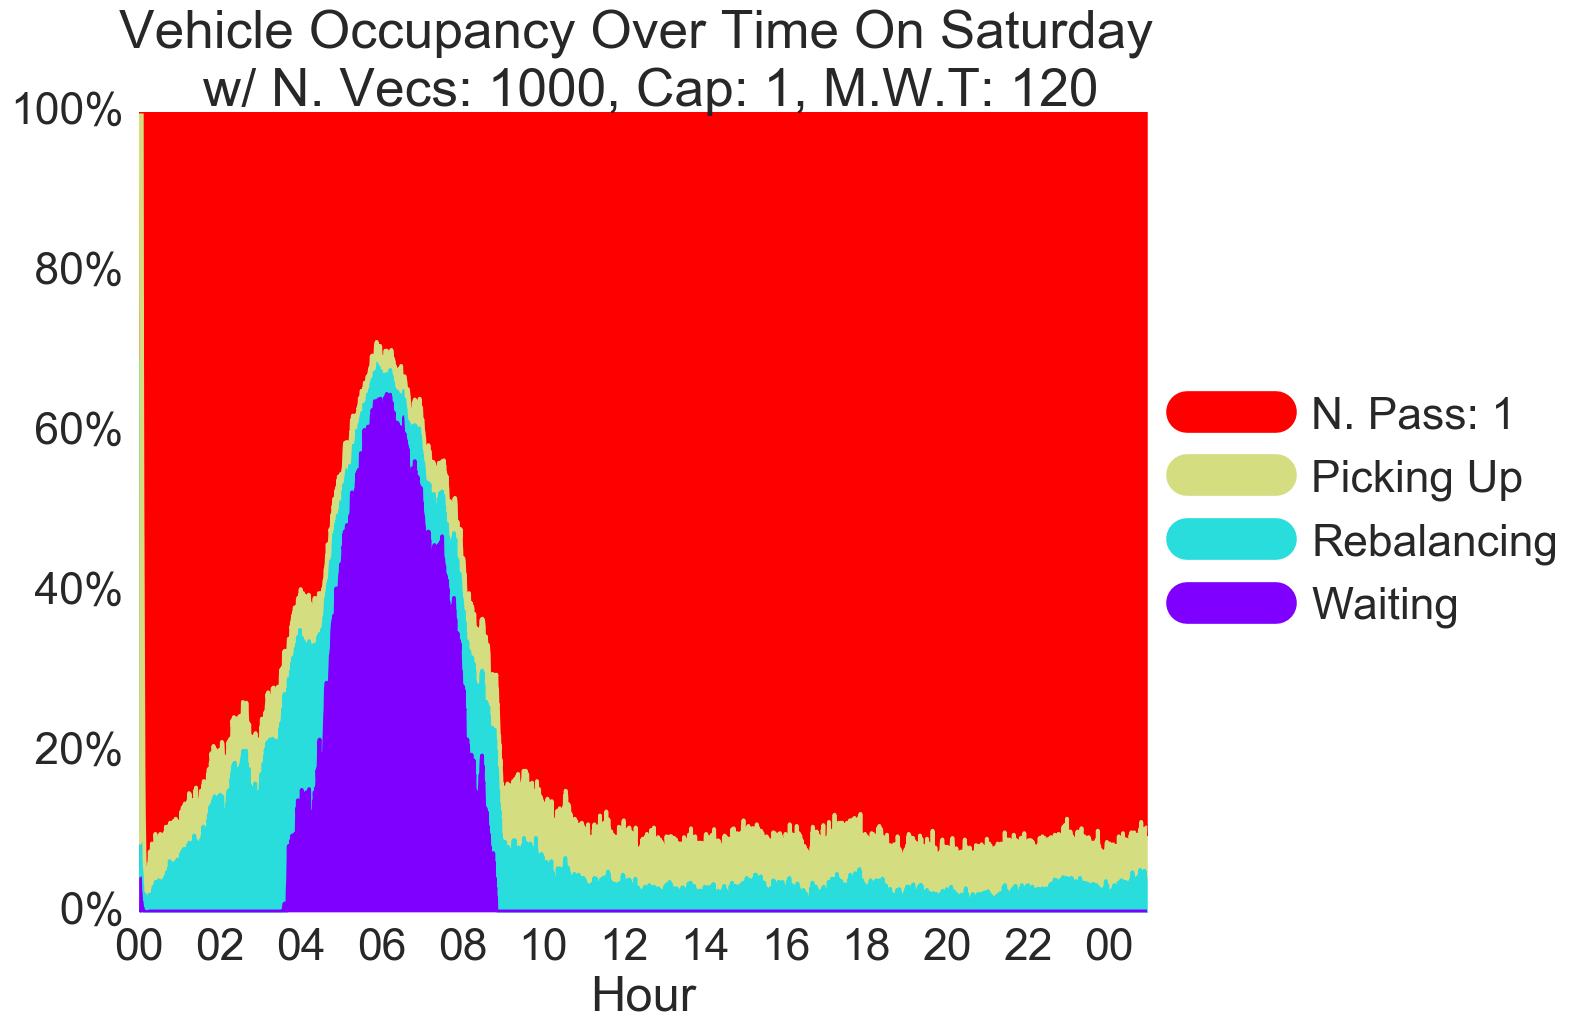 Vehicle Occupancy Over Time On Saturday
w/ N. Vecs: 1000, Cap: 1, M.W.T: 120
100%
80%
60%
40%
20%
0%
00 02 04 06 08 10 12 14 16 18 20 22 00
Hour
N. Pass: 1
Picking Up
Rebalancing
Waiting